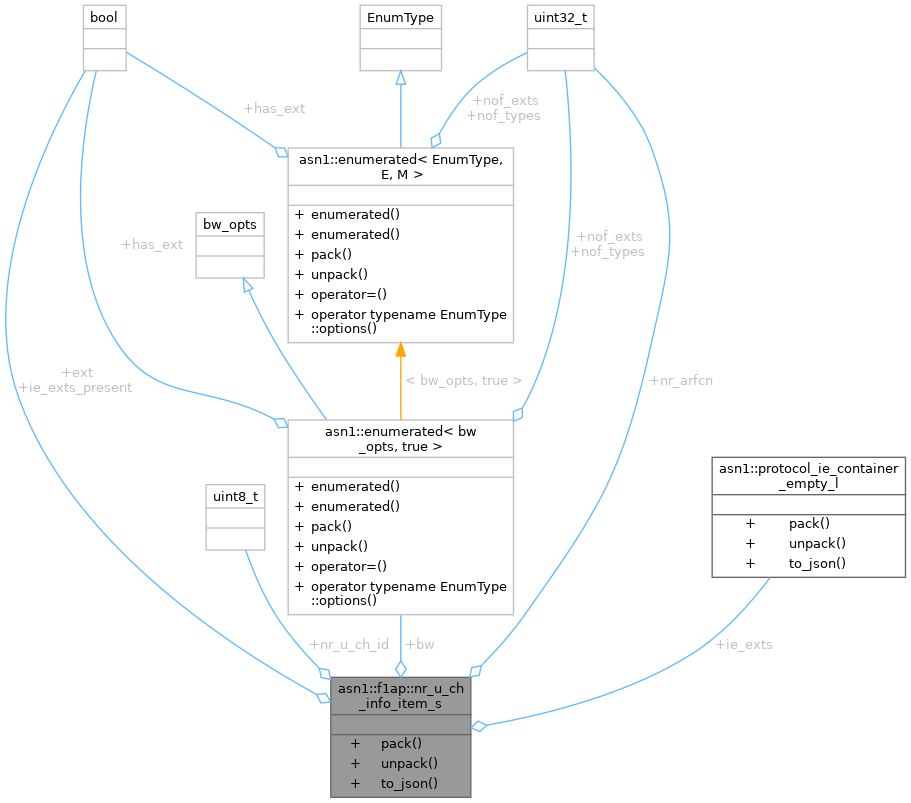 bool
EnumType
uint32_t
+has_ext
+nof_exts
+nof_types
asn1::enumerated< EnumType,
E, M >
+ enumerated()
+ enumerated()
+ pack()
+ unpack()
+ operator=()
+ operator typename EnumType
::options()
bw_opts
+has_ext
+nof_exts
+nof_types
+ext
+ie_exts_present
< bw_opts, true >
+nr_arfcn
asn1::enumerated< bw
_opts, true >
+ enumerated()
+ enumerated()
+ pack()
+ unpack()
+ operator=()
+ operator typename EnumType
::options()
uint8_t
asn1::protocol_ie_container
_empty_l
+ pack()
+ unpack()
+ to_json()
+nr_u_ch_id
+bw
+ie_exts
asn1::f1ap::nr_u_ch
_info_item_s
+ pack()
+ unpack()
+ to_json()